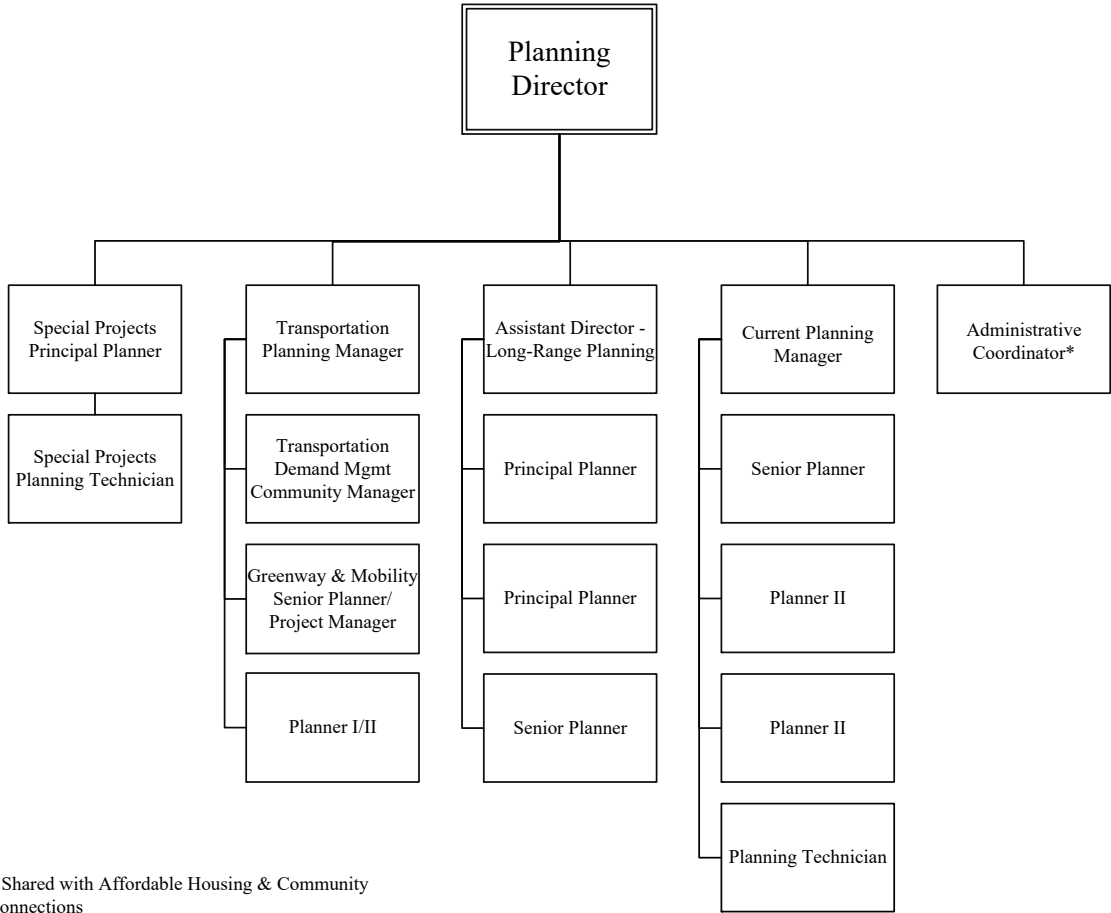 Planning
Director
Special Projects
Principal Planner
Special Projects
Planning Technician
Transportation
Planning Manager
Transportation
Demand Mgmt
Community Manager
Greenway & Mobility
Senior Planner/
Project Manager
Planner I/II
Assistant Director -
Long-Range Planning
Principal Planner
Principal Planner
Senior Planner
Current Planning
Manager
Senior Planner
Planner II
Planner II
Planning Technician
Administrative
Coordinator*
Shared with Affordable Housing & Community
onnections